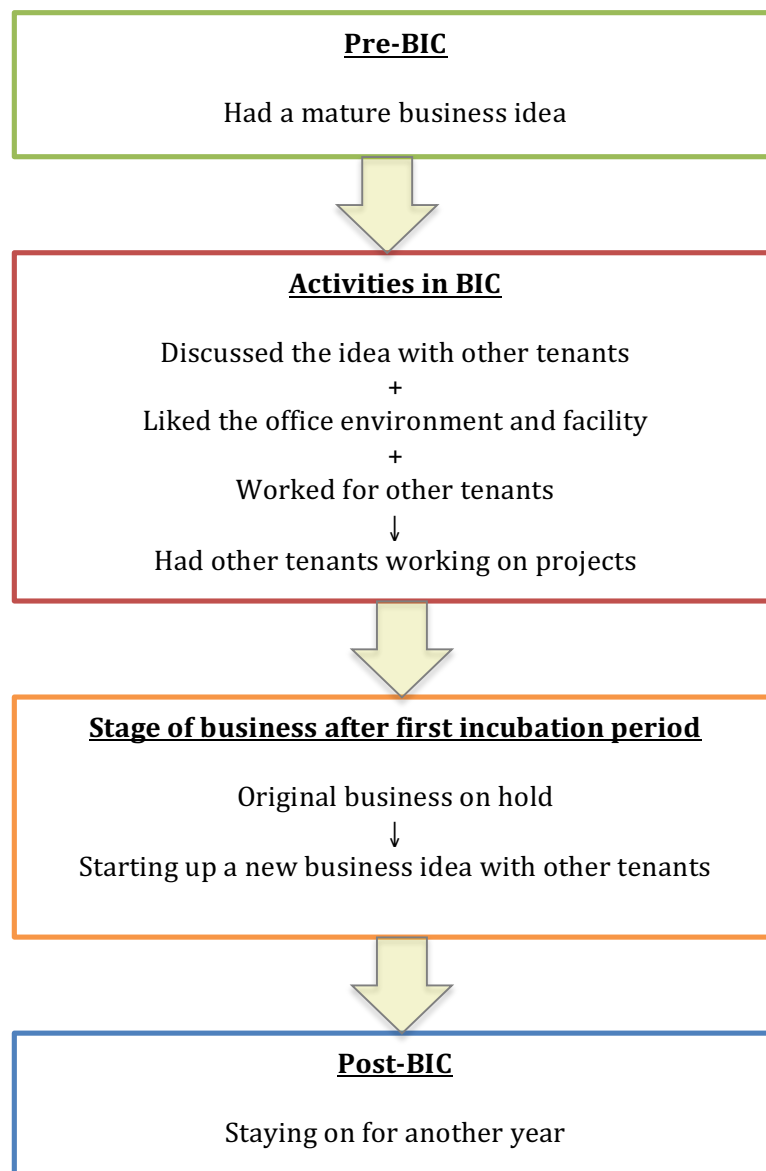 Pre-BIC
Had a mature business idea
Activities in BIC
Discussed the idea with other tenants
+
Liked the office environment and facility
+
Worked for other tenants
↓
Had other tenants working on projects
Stage of business after first incubation period
Original business on hold
↓
Starting up a new business idea with other tenants
Post-BIC
Staying on for another year